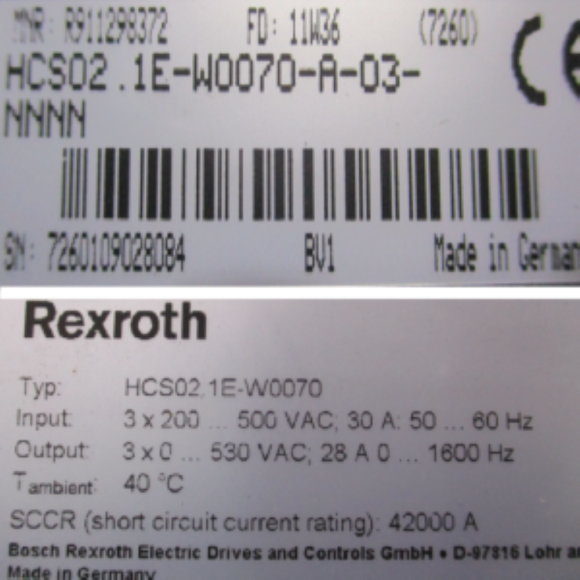 MNR: R911298372 FD: 11W36 (7260)
HCS02.1E-W0070-A-03-
NNNN
CE
SN: 7260109028084 BV1 Made in German
Rexroth
Typ: HCS02.1E-W0070
Input: 3 x 200 ... 500 VAC; 30 A: 50 ... 60 Hz
Output: 3 x 0 ... 530 VAC; 28 A 0 ... 1600 Hz
Tambient: 40 °C
SCCR (short circuit current rating): 42000 A
Bosch Rexroth Electric Drives and Controls GmbH • D-97816 Lohr a
Made in Germany